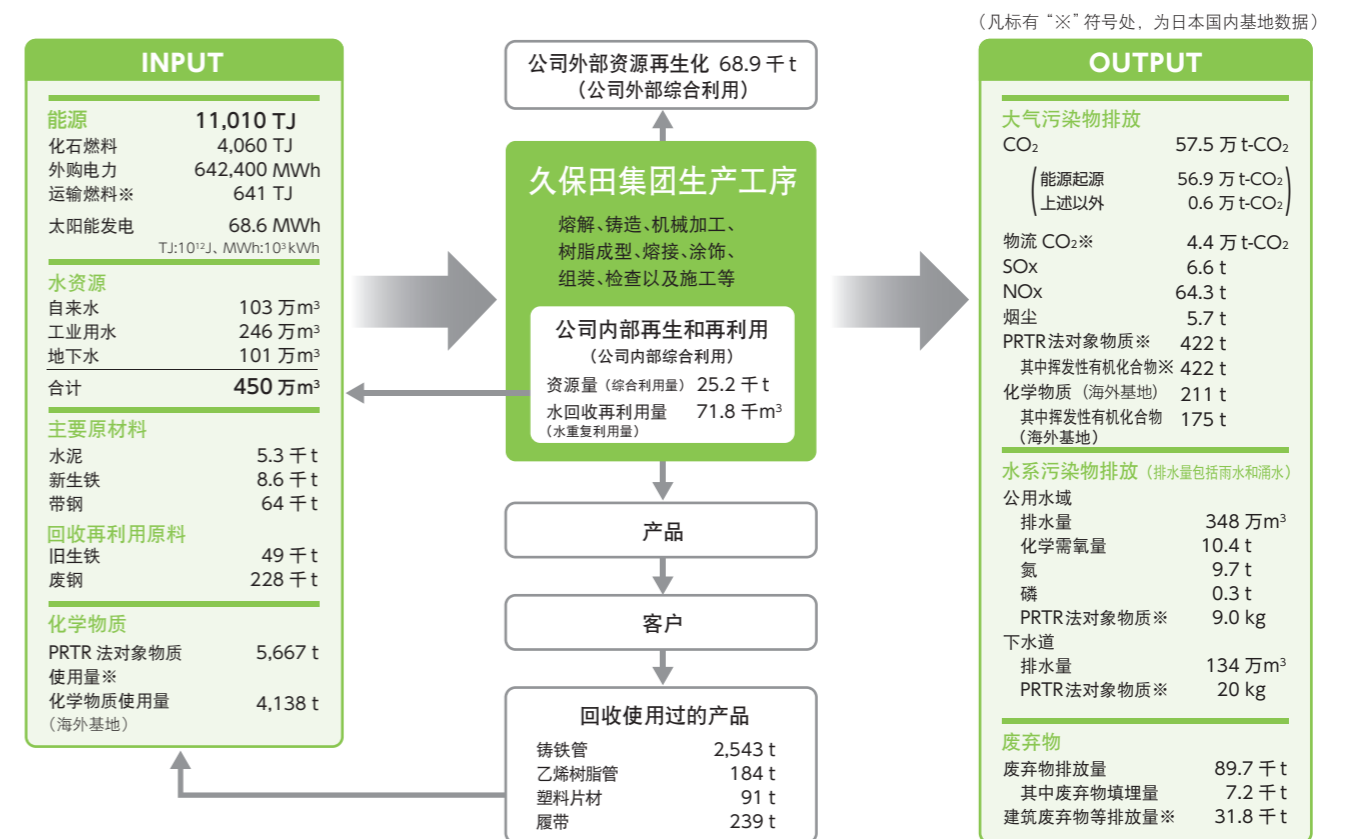 （凡标有“※”符号处，为日本国内基地数据）
INPUT
能源 11,010 TJ
化石燃料 4,060 TJ
外购电力 642,400 MWh
运输燃料※ 641 TJ
太阳能发电 68.6 MWh
TJ:10¹²J、MWh:10³kWh
水资源
自来水 103 万m³
工业用水 246 万m³
地下水 101 万m³
合计 450 万m³
主要原材料
水泥 5.3 千 t
新生铁 8.6 千 t
带钢 64 千 t
回收再利用原料
旧生铁 49 千 t
废钢 228 千 t
化学物质
PRTR 法对象物质 5,667 t
使用量※
化学物质使用量 4,138 t
（海外基地）
公司外部资源再生化 68.9 千 t
（公司外部综合利用）
久保田集团生产工序
熔解、铸造、机械加工、
树脂成型、熔接、涂饰、
组装、检查以及施工等
公司内部再生和再利用
（公司内部综合利用）
资源量（综合利用量） 25.2 千 t
水回收再利用量 71.8 千m³
（水重复利用量）
产品
客户
回收使用过的产品
铸铁管 2,543 t
乙烯树脂管 184 t
塑料片材 91 t
履带 239 t
OUTPUT
大气污染物排放
CO₂ 57.5 万 t-CO₂
能源起源 56.9 万 t-CO₂
上述以外 0.6 万 t-CO₂
物流 CO₂※ 4.4 万 t-CO₂
SOx 6.6 t
NOx 64.3 t
烟尘 5.7 t
PRTR法对象物质※ 422 t
其中挥发性有机化合物※ 422 t
化学物质（海外基地） 211 t
其中挥发性有机化合物 175 t
（海外基地）
水系污染物排放（排水量包括雨水和涌水）
公用水域
排水量 348 万m³
化学需氧量 10.4 t
氮 9.7 t
磷 0.3 t
PRTR法对象物质※ 9.0 kg
下水道
排水量 134 万m³
PRTR法对象物质※ 20 kg
废弃物
废弃物排放量 89.7 千 t
其中废弃物填埋量 7.2 千 t
建筑废弃物等排放量※ 31.8 千 t